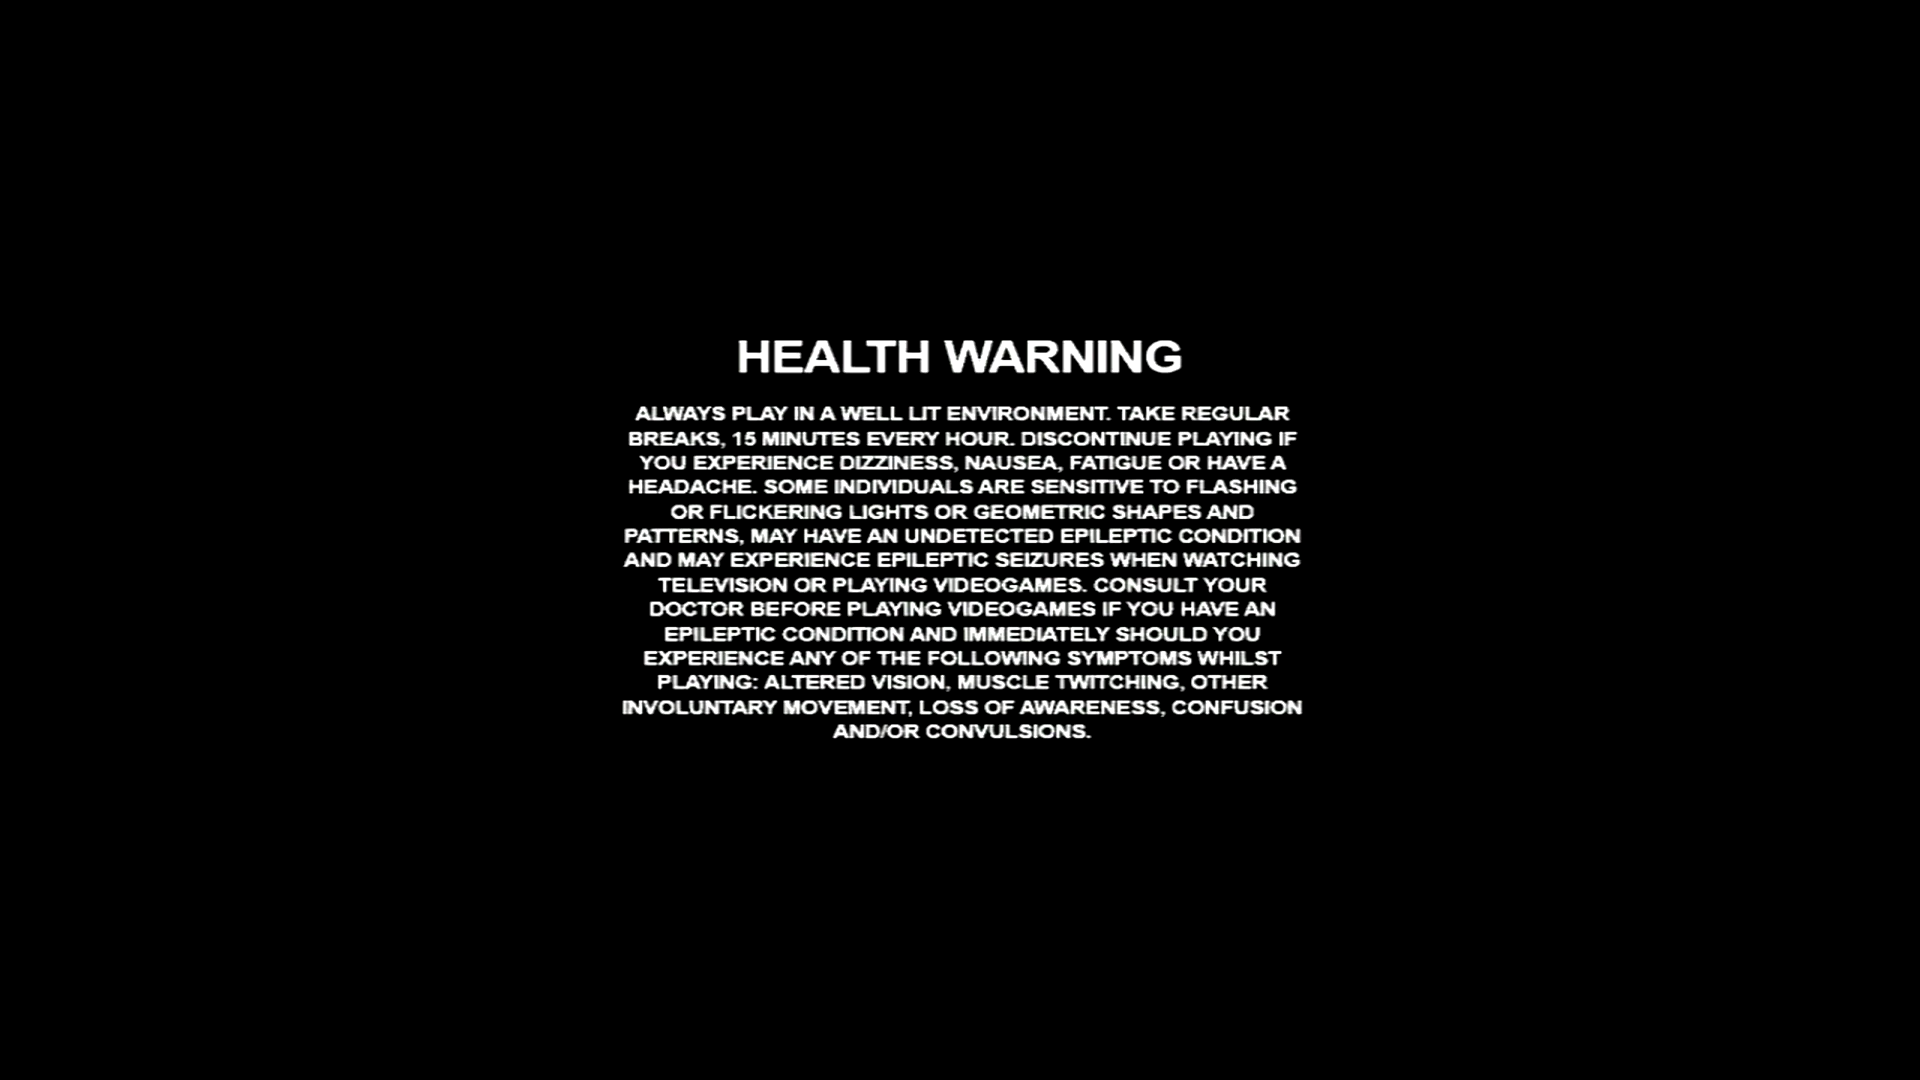 HEALTH WARNING
ALWAYS PLAY IN A WELL LIT ENVIRONMENT. TAKE REGULAR
BREAKS, 15 MINUTES EVERY HOUR. DISCONTINUE PLAYING IF
YOU EXPERIENCE DIZZINESS, NAUSEA, FATIGUE OR HAVE A
HEADACHE. SOME INDIVIDUALS ARE SENSITIVE TO FLASHING
OR FLICKERING LIGHTS OR GEOMETRIC SHAPES AND
PATTERNS, MAY HAVE AN UNDETECTED EPILEPTIC CONDITION
AND MAY EXPERIENCE EPILEPTIC SEIZURES WHEN WATCHING
TELEVISION OR PLAYING VIDEOGAMES. CONSULT YOUR
DOCTOR BEFORE PLAYING VIDEOGAMES IF YOU HAVE AN
EPILEPTIC CONDITION AND IMMEDIATELY SHOULD YOU
EXPERIENCE ANY OF THE FOLLOWING SYMPTOMS WHILST
PLAYING: ALTERED VISION, MUSCLE TWITCHING, OTHER
INVOLUNTARY MOVEMENT, LOSS OF AWARENESS, CONFUSION
AND/OR CONVULSIONS.